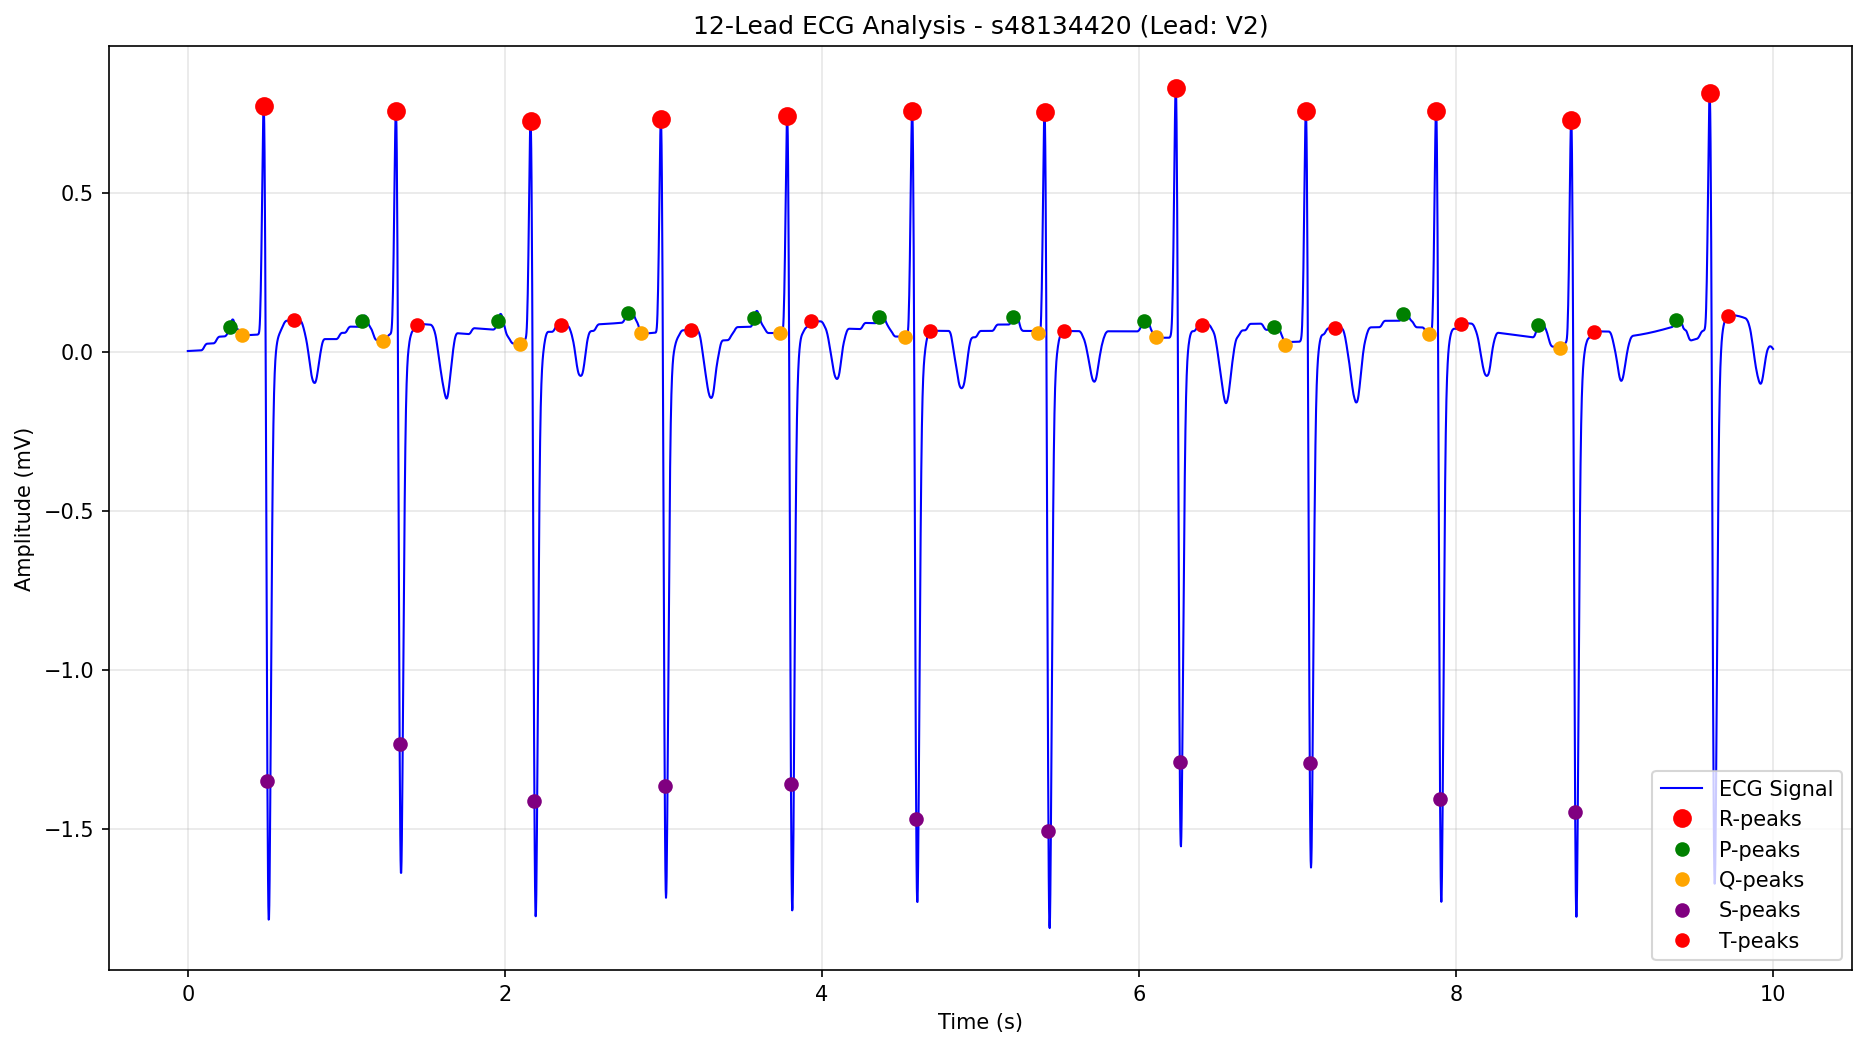 12-Lead ECG Analysis - s48134420 (Lead: V2)
Amplitude (mV)
0.5
0.0
−0.5
−1.0
−1.5
0
2
4
6
8
10
Time (s)
ECG Signal
R-peaks
P-peaks
Q-peaks
S-peaks
T-peaks